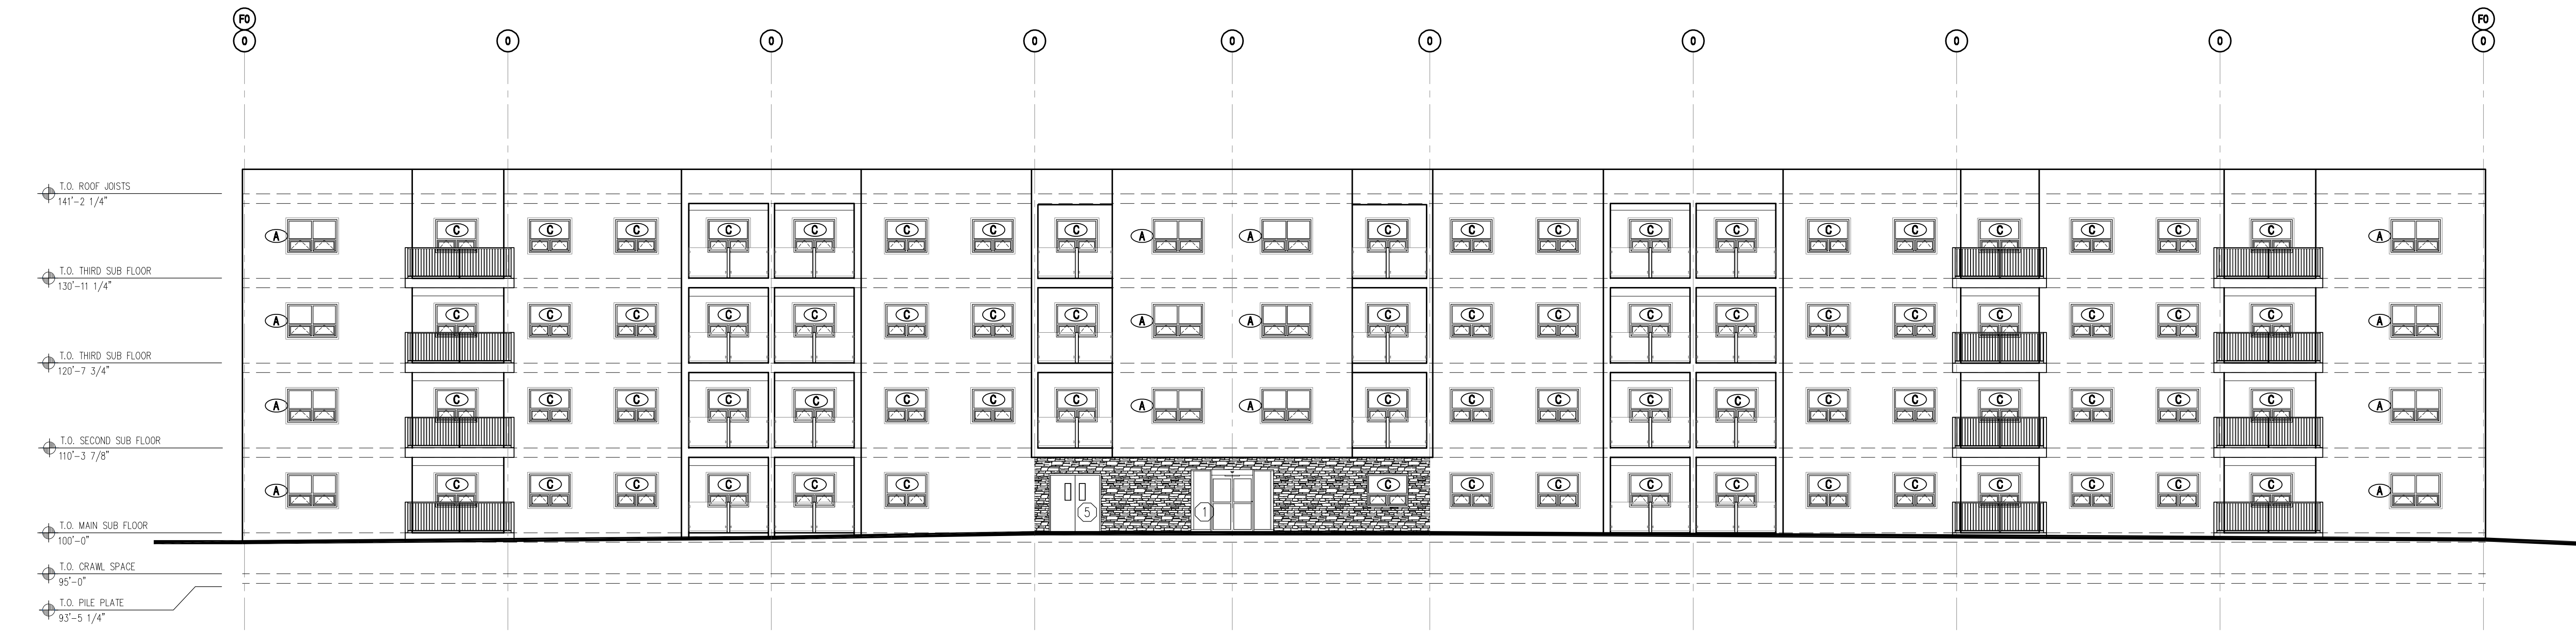 F0 F0
0 0 0 0 0 0 0 0 0 0
T.O. ROOF JOISTS
141'-2 1/4"
A C C C C C C C C A A C C C C C C C C C C C A
T.O. THIRD SUB FLOOR
130'-11 1/4"
A C C C C C C C C A A C C C C C C C C C C C A
T.O. THIRD SUB FLOOR
120'-7 3/4"
A C C C C C C C C A A C C C C C C C C C C C A
T.O. SECOND SUB FLOOR
110'-3 7/8"
A C C C C C C C C C C C C C C C C C A
5 1
T.O. MAIN SUB FLOOR
100'-0"
T.O. CRAWL SPACE
95'-0"
T.O. PILE PLATE
93'-5 1/4"